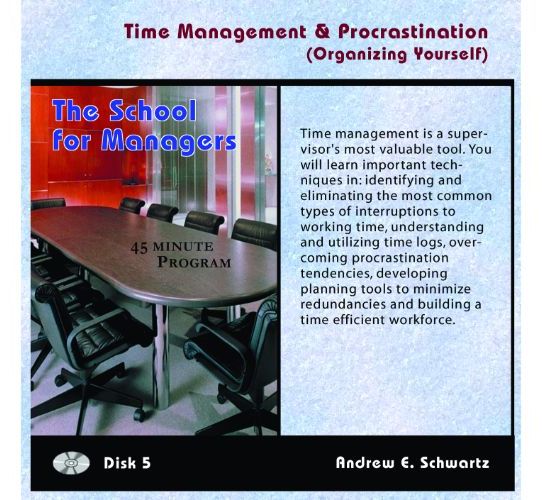 Time Management & Procrastination
(Organizing Yourself)
The School
for Managers
45 MINUTE
PROGRAM
Time management is a super-
visor's most valuable tool. You
will learn important tech-
niques in: identifying and
eliminating the most common
types of interruptions to
working time, understanding
and utilizing time logs, over-
coming procrastination
tendencies, developing
planning tools to minimize
redundancies and building a
time efficient workforce.
Disk 5
Andrew E. Schwartz